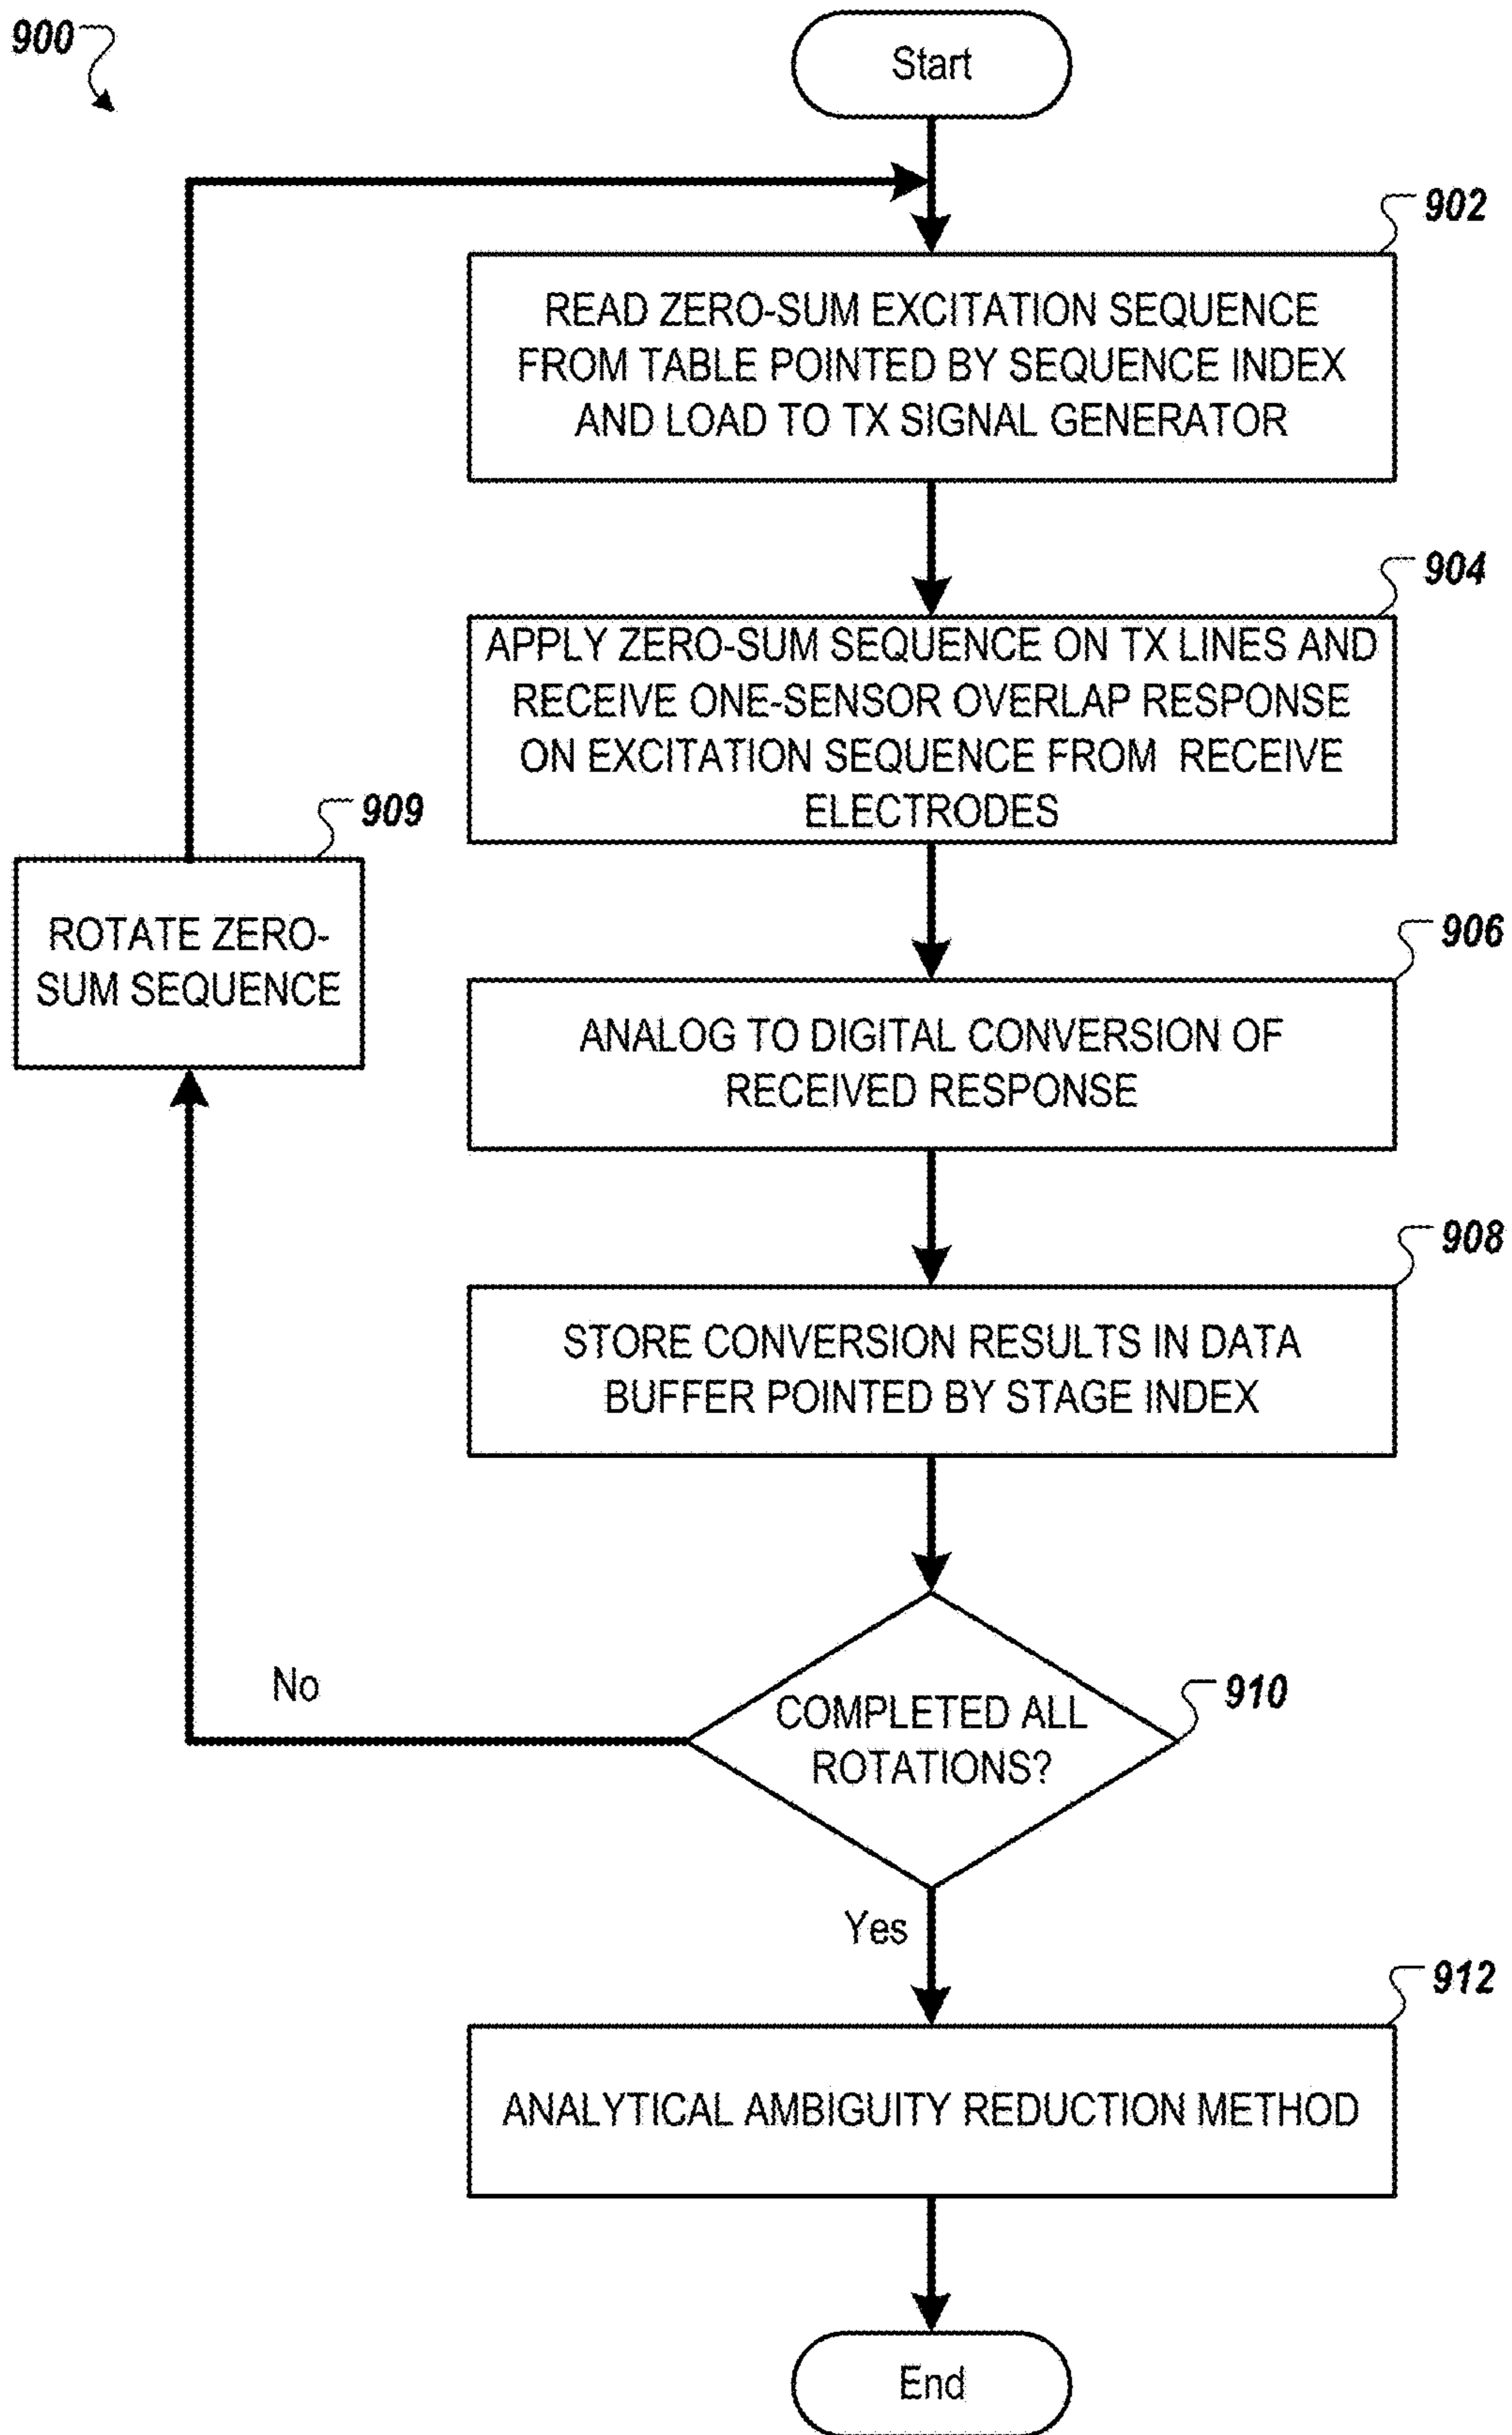 900
Start
902
READ ZERO-SUM EXCITATION SEQUENCE
FROM TABLE POINTED BY SEQUENCE INDEX
AND LOAD TO TX SIGNAL GENERATOR
904
APPLY ZERO-SUM SEQUENCE ON TX LINES AND
RECEIVE ONE-SENSOR OVERLAP RESPONSE
ON EXCITATION SEQUENCE FROM RECEIVE
ELECTRODES
909
ROTATE ZERO-
SUM SEQUENCE
906
ANALOG TO DIGITAL CONVERSION OF
RECEIVED RESPONSE
908
STORE CONVERSION RESULTS IN DATA
BUFFER POINTED BY STAGE INDEX
No
910
COMPLETED ALL
ROTATIONS?
Yes
912
ANALYTICAL AMBIGUITY REDUCTION METHOD
End